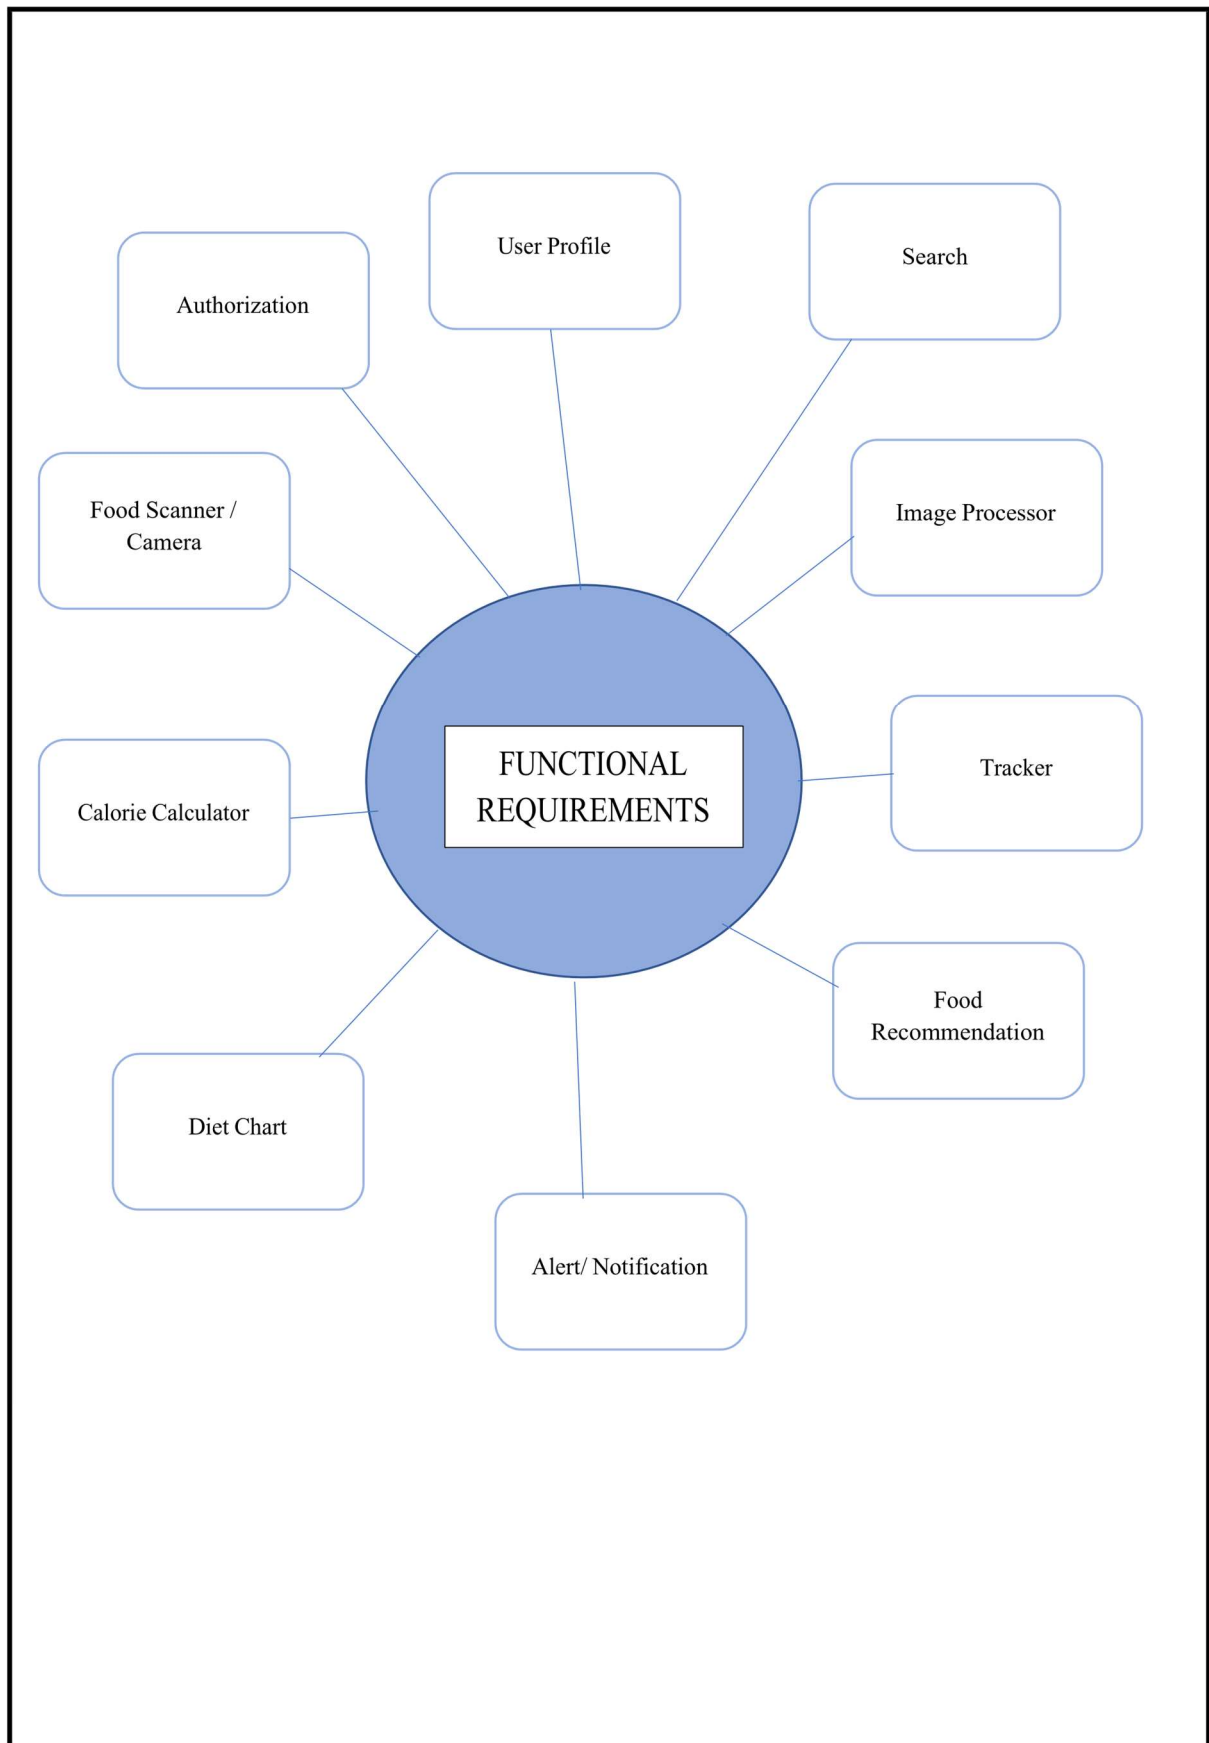 User Profile
Search
Authorization
Food Scanner /
Camera
Image Processor
FUNCTIONAL
REQUIREMENTS
Tracker
Calorie Calculator
Food
Recommendation
Diet Chart
Alert/ Notification